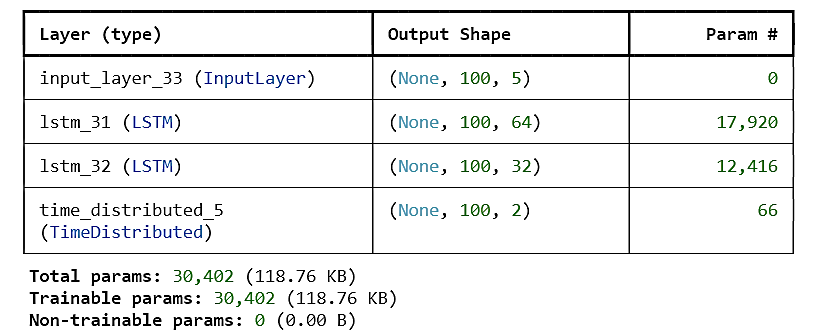 Layer (type) Output Shape Param #
input_layer_33 (InputLayer) (None, 100, 5) 0
lstm_31 (LSTM) (None, 100, 64) 17,920
lstm_32 (LSTM) (None, 100, 32) 12,416
time_distributed_5 (None, 100, 2) 66
(TimeDistributed)
Total params: 30,402 (118.76 KB)
Trainable params: 30,402 (118.76 KB)
Non-trainable params: 0 (0.00 B)